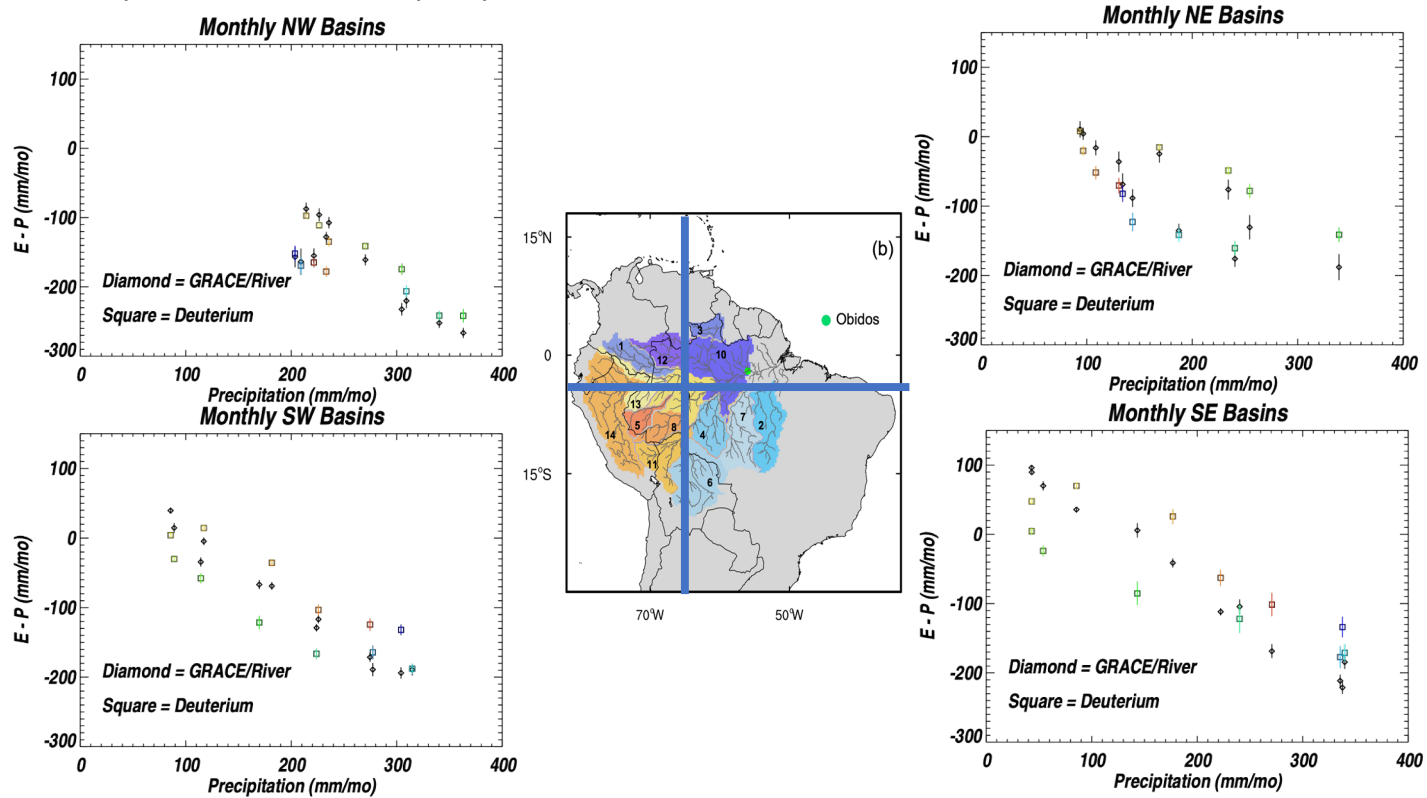 Monthly NW Basins
100
0
-100
-200
-300
E - P (mm/mo)
Diamond = GRACE/River
Square = Deuterium
0 100 200 300 400
Precipitation (mm/mo)
Monthly NE Basins
100
0
-100
-200
-300
E - P (mm/mo)
Diamond = GRACE/River
Square = Deuterium
0 100 200 300 400
Precipitation (mm/mo)
(b)
15°N
0
15°S
70°W 50°W
Obidos
3
1
12
10
13
5
8
4
7
2
14
11
6
Monthly SW Basins
100
0
-100
-200
-300
E - P (mm/mo)
Diamond = GRACE/River
Square = Deuterium
0 100 200 300 400
Precipitation (mm/mo)
Monthly SE Basins
100
0
-100
-200
-300
E - P (mm/mo)
Diamond = GRACE/River
Square = Deuterium
0 100 200 300 400
Precipitation (mm/mo)